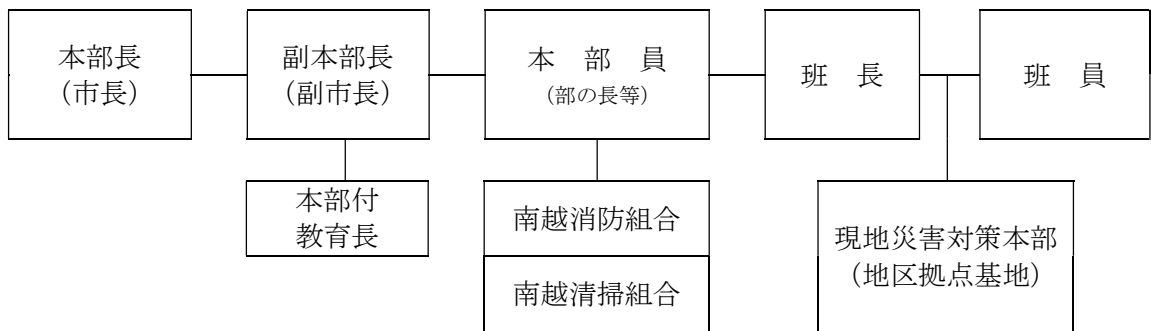 本部長
（市長）
副本部長
（副市長）
本　部　員
（部の長等）
班　長
班　員
本部付
教育長
南越消防組合
南越清掃組合
現地災害対策本部
（地区拠点基地）